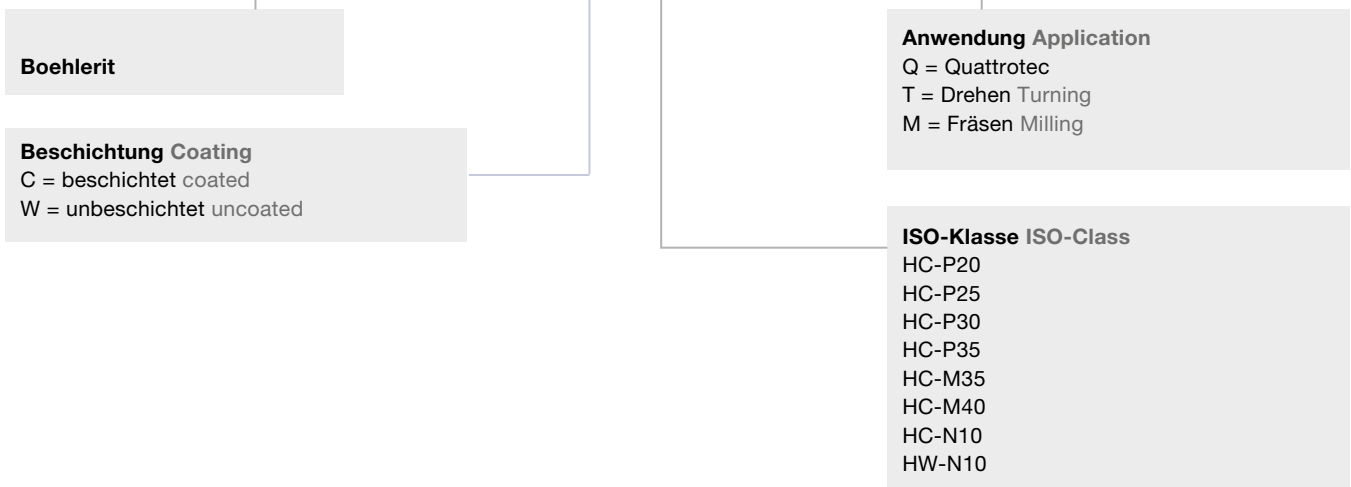 Boehlerit
Beschichtung Coating
C = beschichtet coated
W = unbeschichtet uncoated
Anwendung Application
Q = Quattrotec
T = Drehen Turning
M = Fräsen Milling
ISO-Klasse ISO-Class
HC-P20
HC-P25
HC-P30
HC-P35
HC-M35
HC-M40
HC-N10
HW-N10